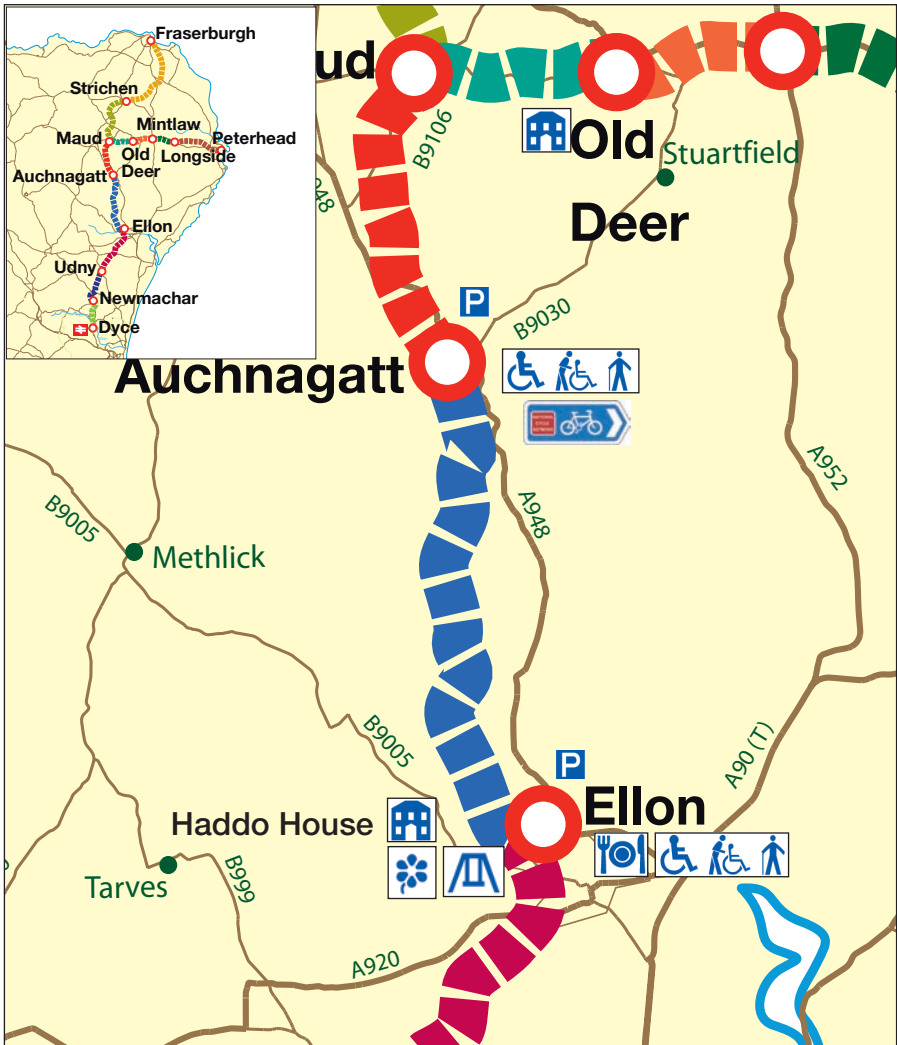 Fraserburgh
Strichen
Mintlaw
Maud
Peterhead
Old
Deer
Longside
Auchnagatt
Ellon
Udny
Newmachar
Dyce
ud
B9106
Old
Deer
Stuartfield
948
P
B9030
Auchnagatt
A952
B9005
A948
Methlick
B9005
A90 (T)
P
Ellon
Haddo House
Tarves
B999
A920